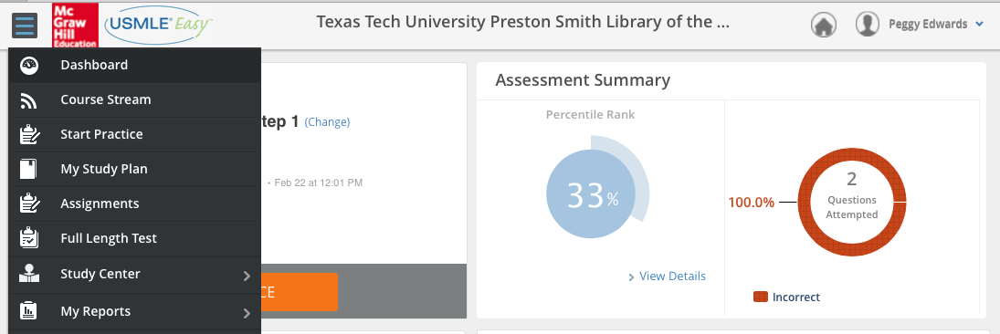 Mc
Graw
Hill
Education
USMLE Easy™
Texas Tech University Preston Smith Library of the ...
Peggy Edwards
Dashboard
Course Stream
Start Practice
My Study Plan
Assignments
Full Length Test
Study Center
My Reports
tep 1 (Change)
• Feb 22 at 12:01 PM
CE
Assessment Summary
Percentile Rank
33%
View Details
100.0%
2
Questions
Attempted
Incorrect